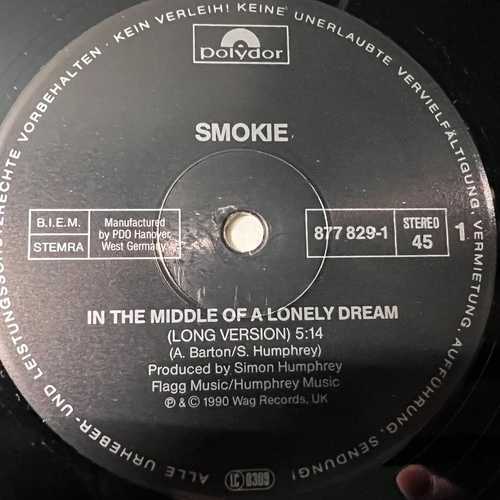 polydor
SMOKIE
B.I.E.M.
STEMRA
Manufactured
by PDO Hanover,
West Germany
877 829-1
STEREO
45
1
IN THE MIDDLE OF A LONELY DREAM
(LONG VERSION) 5:14
(A. Barton/S. Humphrey)
Produced by Simon Humphrey
Flagg Music/Humphrey Music
℗ & © 1990 Wag Records, UK
LC 0309
ALLE URHEBER- UND LEISTUNGSSCHUTZRECHTE VORBEHALTEN · KEIN VERLEIH! KEINE UNERLAUBTE VERVIELFÄLTIGUNG, VERMIETUNG, AUFFÜHRUNG, SENDUNG!